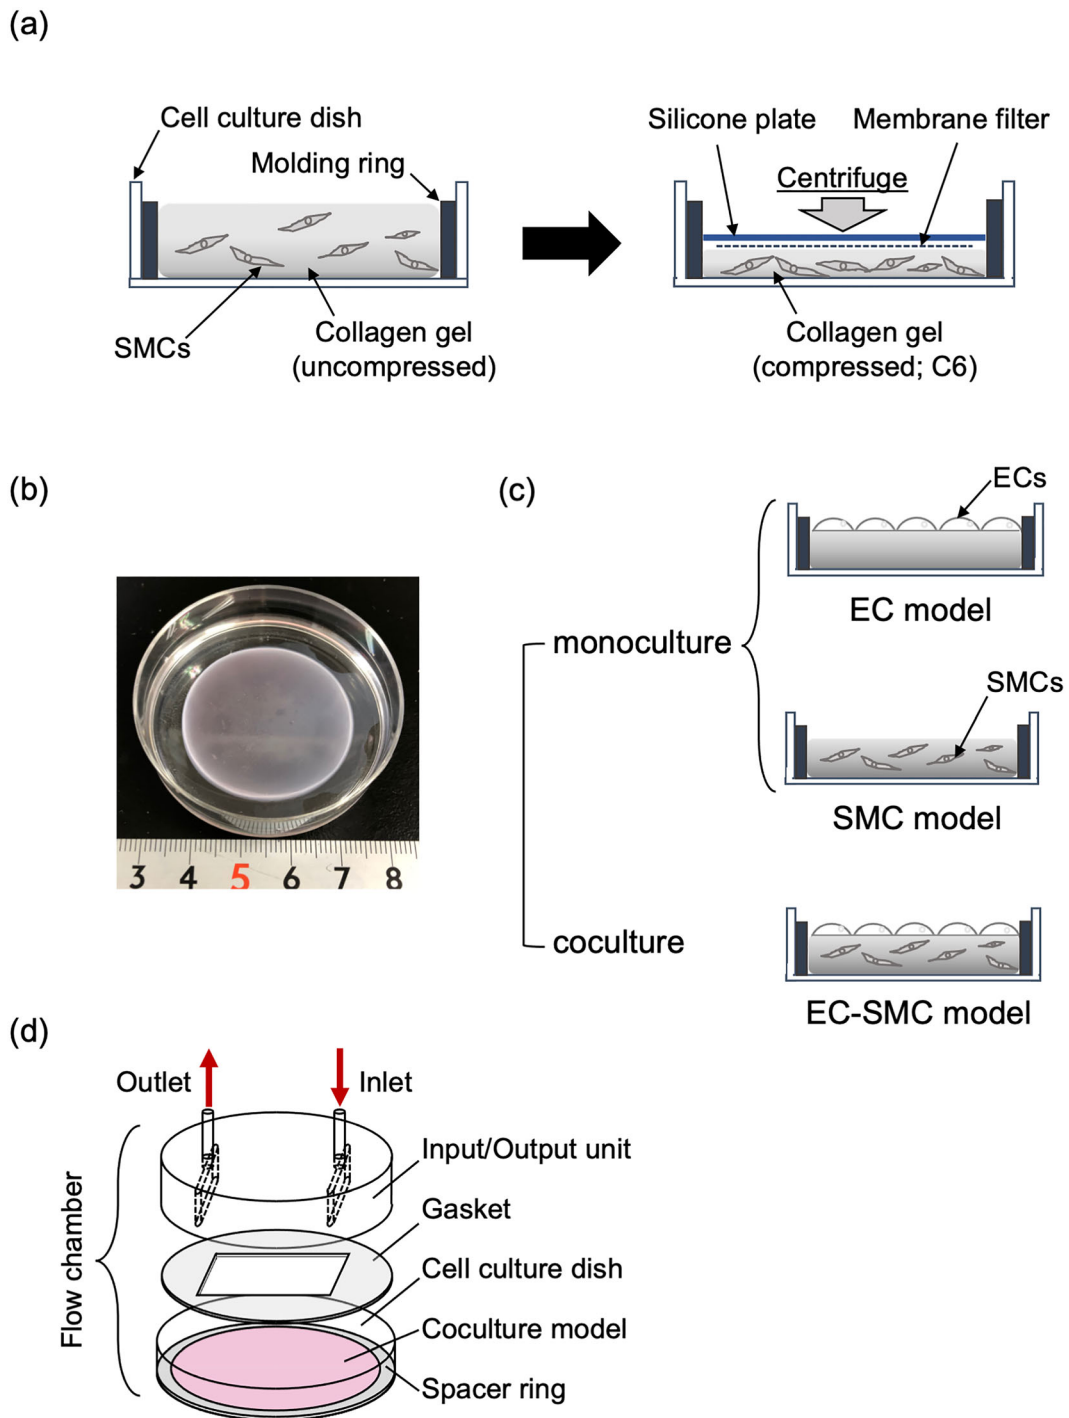 (a)
Cell culture dish
Molding ring
SMCs
Collagen gel
(uncompressed)
Silicone plate
Membrane filter
Centrifuge
Collagen gel
(compressed; C6)
(b)
3 4 5 6 7 8
(c)
monoculture
ECs
EC model
SMCs
SMC model
coculture
EC-SMC model
(d)
Outlet
Inlet
Flow chamber
Input/Output unit
Gasket
Cell culture dish
Coculture model
Spacer ring